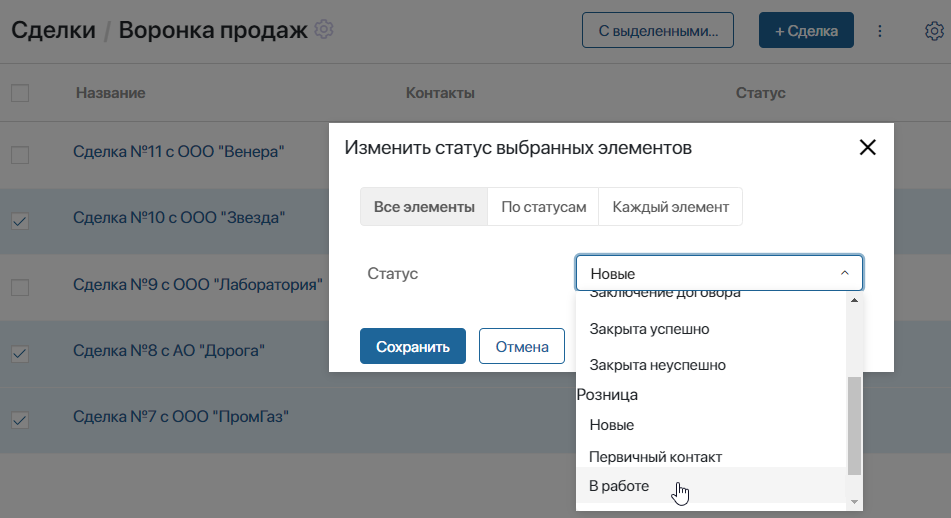 Сделки / Воронка продаж
С выделенными...
+ Сделка
Название Контакты Статус
Сделка №11 с ООО "Венера"
Сделка №10 с ООО "Звезда"
Сделка №9 с ООО "Лаборатория"
Сделка №8 с АО "Дорога"
Сделка №7 с ООО "ПромГаз"
Изменить статус выбранных элементов
Все элементы По статусам Каждый элемент
Статус Новые
Заключение договора
Закрыта успешно
Закрыта неуспешно
Розница
Новые
Первичный контакт
В работе
Сохранить Отмена